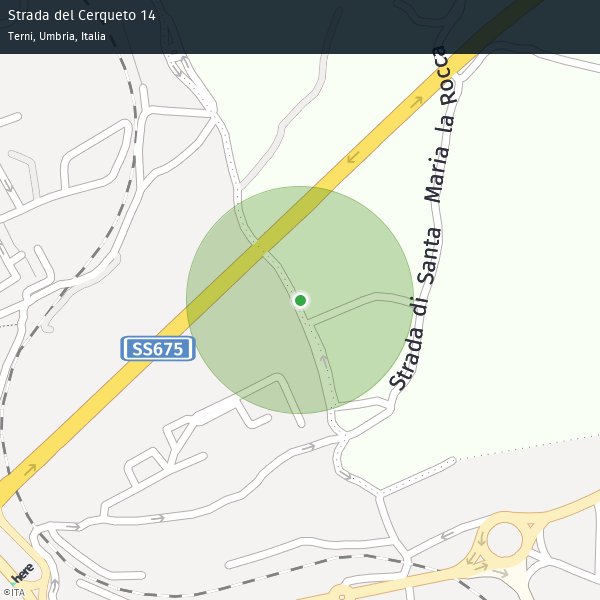 Strada del Cerqueto 14
Terni, Umbria, Italia
Strada di Santa Maria la Rocca
SS675
here
©ITA